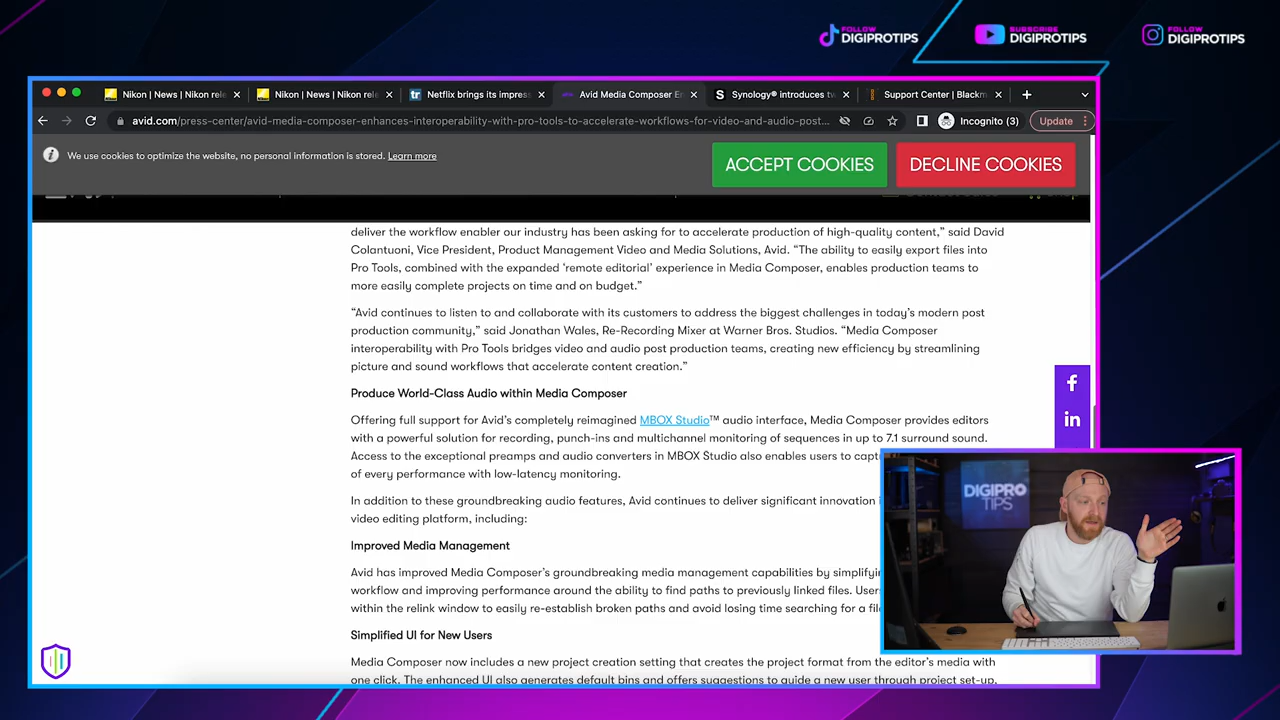 FOLLOW
DIGIPROTIPS
SUBSCRIBE
DIGIPROTIPS
FOLLOW
DIGIPROTIPS
Nikon | News | Nikon rele
Nikon | News | Nikon rele
tr Netflix brings its impress
Avid Media Composer En
S Synology® introduces tw
Support Center | Blackm
avid.com/press-center/avid-media-composer-enhances-interoperability-with-pro-tools-to-accelerate-workflows-for-video-and-audio-post...
Incognito (3)
Update
We use cookies to optimize the website, no personal information is stored. Learn more
ACCEPT COOKIES
DECLINE COOKIES
deliver the workflow enabler our industry has been asking for to accelerate production of high-quality content,” said David
Colantuoni, Vice President, Product Management Video and Media Solutions, Avid. “The ability to easily export files into
Pro Tools, combined with the expanded ‘remote editorial’ experience in Media Composer, enables production teams to
more easily complete projects on time and on budget.”
“Avid continues to listen to and collaborate with its customers to address the biggest challenges in today’s modern post
production community,” said Jonathan Wales, Re-Recording Mixer at Warner Bros. Studios. “Media Composer
interoperability with Pro Tools bridges video and audio post production teams, creating new efficiency by streamlining
picture and sound workflows that accelerate content creation.”
Produce World-Class Audio within Media Composer
Offering full support for Avid’s completely reimagined MBOX Studio™ audio interface, Media Composer provides editors
with a powerful solution for recording, punch-ins and multichannel monitoring of sequences in up to 7.1 surround sound.
Access to the exceptional preamps and audio converters in MBOX Studio also enables users to captu
of every performance with low-latency monitoring.
In addition to these groundbreaking audio features, Avid continues to deliver significant innovation
video editing platform, including:
Improved Media Management
Avid has improved Media Composer’s groundbreaking media management capabilities by simplifying
workflow and improving performance around the ability to find paths to previously linked files. Users
within the relink window to easily re-establish broken paths and avoid losing time searching for a file
Simplified UI for New Users
Media Composer now includes a new project creation setting that creates the project format from the editor’s media with
one click. The enhanced UI also generates default bins and offers suggestions to guide a new user through project set-up,
f
in
DIGIPRO
TIPS